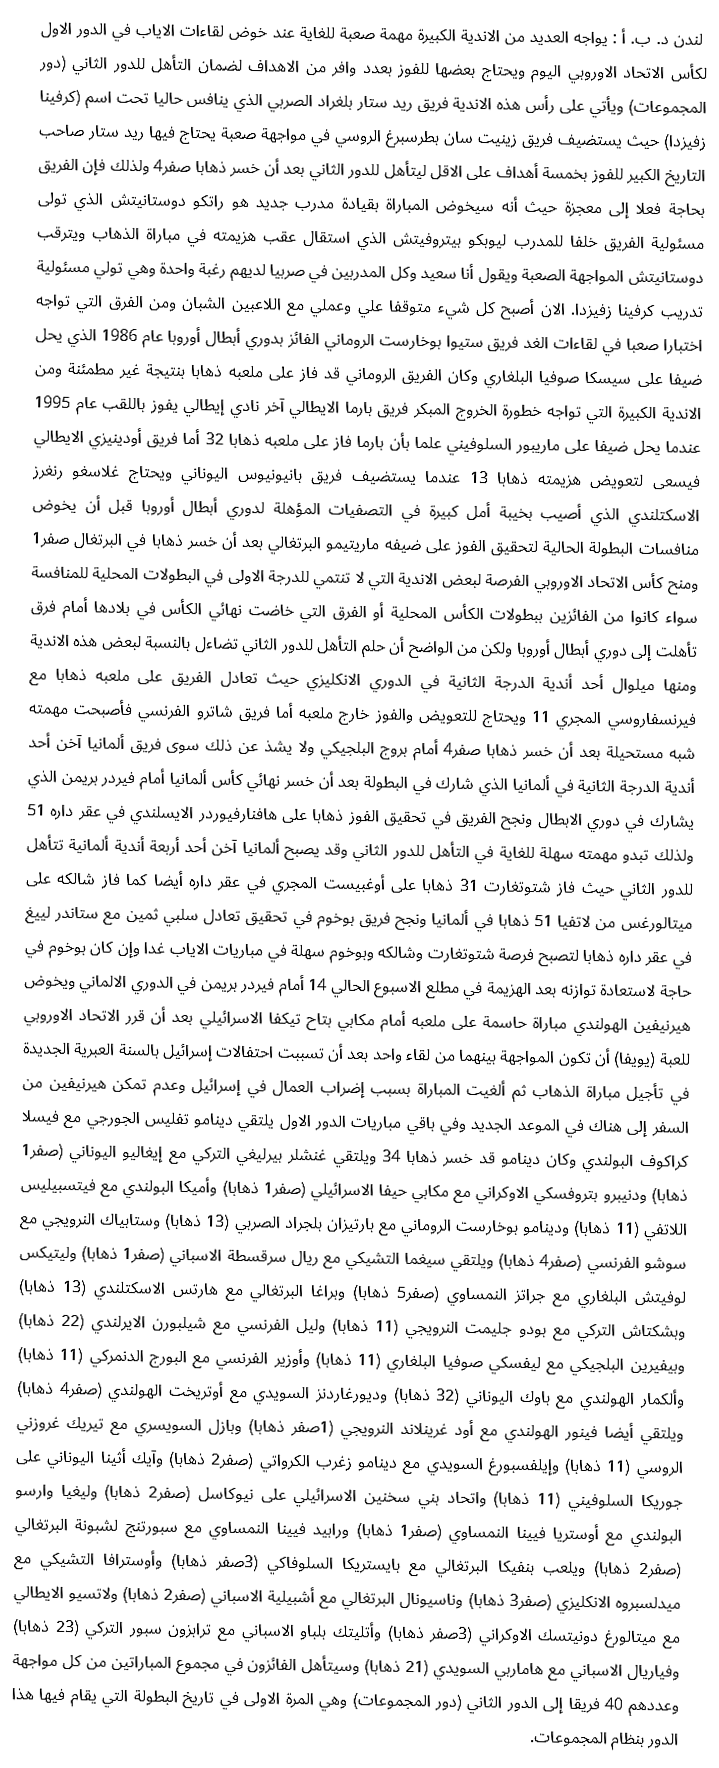 لندن د. ب. أ : يواجه العديد من الاندية الكبيرة مهمة صعبة للغاية عند خوض لقاءات الاياب في الدور الاول
لكأس الاتحاد الاوروبي اليوم ويحتاج بعضها للفوز بعدد وافر من الاهداف لضمان التأهل للدور الثاني (دور
المجموعات) ويأتي على رأس هذه الاندية فريق ريد ستار بلغراد الصربي الذي ينافس حاليا تحت اسم (كرفينا
زفيزدا) حيث يستضيف فريق زينيت سان بطرسبرغ الروسي في مواجهة صعبة يحتاج فيها ريد ستار صاحب
التاريخ الكبير للفوز بخمسة أهداف على الاقل ليتأهل للدور الثاني بعد أن خسر ذهابا صفر4 ولذلك فإن الفريق
بحاجة فعلا إلى معجزة حيث أنه سيخوض المباراة بقيادة مدرب جديد هو راتكو دوستانيتش الذي تولى
مسئولية الفريق خلفا للمدرب ليوبكو بيتروفيتش الذي استقال عقب هزيمته في مباراة الذهاب ويترقب
دوستانيتش المواجهة الصعبة ويقول أنا سعيد وكل المدربين في صربيا لديهم رغبة واحدة وهي تولي مسئولية
تدريب كرفينا زفيزدا. الان أصبح كل شيء متوقفا علي وعملي مع اللاعبين الشبان ومن الفرق التي تواجه
اختبارا صعبا في لقاءات الغد فريق ستيوا بوخارست الروماني الفائز بدوري أبطال أوروبا عام 1986 الذي يحل
ضيفا على سيسكا صوفيا البلغاري وكان الفريق الروماني قد فاز على ملعبه ذهابا بنتيجة غير مطمئنة ومن
الاندية الكبيرة التي تواجه خطورة الخروج المبكر فريق بارما الايطالي آخر نادي إيطالي يفوز باللقب عام 1995
عندما يحل ضيفا على ماريبور السلوفيني علما بأن بارما فاز على ملعبه ذهابا 32 أما فريق أودينيزي الايطالي
فيسعى لتعويض هزيمته ذهابا 13 عندما يستضيف فريق بانيونيوس اليوناني ويحتاج غلاسغو رنغرز
الاسكتلندي الذي أصيب بخيبة أمل كبيرة في التصفيات المؤهلة لدوري أبطال أوروبا قبل أن يخوض
منافسات البطولة الحالية لتحقيق الفوز على ضيفه ماريتيمو البرتغالي بعد أن خسر ذهابا في البرتغال صفر1
ومنح كأس الاتحاد الاوروبي الفرصة لبعض الاندية التي لا تنتمي للدرجة الاولى في البطولات المحلية للمنافسة
سواء كانوا من الفائزين ببطولات الكأس المحلية أو الفرق التي خاضت نهائي الكأس في بلادها أمام فرق
تأهلت إلى دوري أبطال أوروبا ولكن من الواضح أن حلم التأهل للدور الثاني تضاءل بالنسبة لبعض هذه الاندية
ومنها ميلوال أحد أندية الدرجة الثانية في الدوري الانكليزي حيث تعادل الفريق على ملعبه ذهابا مع
فيرنسفاروسي المجري 11 ويحتاج للتعويض والفوز خارج ملعبه أما فريق شاترو الفرنسي فأصبحت مهمته
شبه مستحيلة بعد أن خسر ذهابا صفر4 أمام بروج البلجيكي ولا يشذ عن ذلك سوى فريق ألمانيا آخن أحد
أندية الدرجة الثانية في ألمانيا الذي شارك في البطولة بعد أن خسر نهائي كأس ألمانيا أمام فيردر بريمن الذي
يشارك في دوري الابطال ونجح الفريق في تحقيق الفوز ذهابا على هافنارفيوردر الايسلندي في عقر داره 51
ولذلك تبدو مهمته سهلة للغاية في التأهل للدور الثاني وقد يصبح ألمانيا آخن أحد أربعة أندية ألمانية تتأهل
للدور الثاني حيث فاز شتوتغارت 31 ذهابا على أوغبيست المجري في عقر داره أيضا كما فاز شالكه على
ميتالورغس من لاتفيا 51 ذهابا في ألمانيا ونجح فريق بوخوم في تحقيق تعادل سلبي ثمين مع ستاندر لييغ
في عقر داره ذهابا لتصبح فرصة شتوتغارت وشالكه وبوخوم سهلة في مباريات الاياب غدا وإن كان بوخوم في
حاجة لاستعادة توازنه بعد الهزيمة في مطلع الاسبوع الحالي 14 أمام فيردر بريمن في الدوري الالماني ويخوض
هيرنيفين الهولندي مباراة حاسمة على ملعبه أمام مكابي بتاح تيكفا الاسرائيلي بعد أن قرر الاتحاد الاوروبي
للعبة (يويفا) أن تكون المواجهة بينهما من لقاء واحد بعد أن تسببت احتفالات إسرائيل بالسنة العبرية الجديدة
في تأجيل مباراة الذهاب ثم ألغيت المباراة بسبب إضراب العمال في إسرائيل وعدم تمكن هيرنيفين من
السفر إلى هناك في الموعد الجديد وفي باقي مباريات الدور الاول يلتقي دينامو تفليس الجورجي مع فيسلا
كراكوف البولندي وكان دينامو قد خسر ذهابا 34 ويلتقي غنشلر بيرليغي التركي مع إيغاليو اليوناني (صفر1
ذهابا) ودنيبرو بتروفسكي الاوكراني مع مكابي حيفا الاسرائيلي (صفر1 ذهابا) وأميكا البولندي مع فيتسبيليس
اللاتفي (11 ذهابا) ودينامو بوخارست الروماني مع بارتيزان بلجراد الصربي (13 ذهابا) وستابياك النرويجي مع
سوشو الفرنسي (صفر4 ذهابا) ويلتقي سيغما التشيكي مع ريال سرقسطة الاسباني (صفر1 ذهابا) وليتيكس
لوفيتش البلغاري مع جراتز النمساوي (صفر5 ذهابا) وبراغا البرتغالي مع هارتس الاسكتلندي (13 ذهابا)
وبشكتاش التركي مع بودو جليمت النرويجي (11 ذهابا) وليل الفرنسي مع شيلبورن الايرلندي (22 ذهابا)
وبيفيرين البلجيكي مع ليفسكي صوفيا البلغاري (11 ذهابا) وأوزير الفرنسي مع البورج الدنمركي (11 ذهابا)
وألكمار الهولندي مع باوك اليوناني (32 ذهابا) وديورغاردنز السويدي مع أوتريخت الهولندي (صفر4 ذهابا)
ويلتقي أيضا فينور الهولندي مع أود غرينلاند النرويجي (1صفر ذهابا) وبازل السويسري مع تيريك غروزني
الروسي (11 ذهابا) وإيلفسبورغ السويدي مع دينامو زغرب الكرواتي (صفر2 ذهابا) وآيك أثينا اليوناني على
جوريكا السلوفيني (11 ذهابا) واتحاد بني سخنين الاسرائيلي على نيوكاسل (صفر2 ذهابا) وليغيا وارسو
البولندي مع أوستريا فيينا النمساوي (صفر1 ذهابا) ورابيد فيينا النمساوي مع سبورتنج لشبونة البرتغالي
(صفر2 ذهابا) ويلعب بنفيكا البرتغالي مع بايستريكا السلوفاكي (3صفر ذهابا) وأوسترافا التشيكي مع
ميدلسبروه الانكليزي (صفر3 ذهابا) وناسيونال البرتغالي مع أشبيلية الاسباني (صفر2 ذهابا) ولاتسيو الايطالي
مع ميتالورغ دونيتسك الاوكراني (3صفر ذهابا) وأتليتك بلباو الاسباني مع ترابزون سبور التركي (23 ذهابا)
وفياريال الاسباني مع هاماربي السويدي (21 ذهابا) وسيتأهل الفائزون في مجموع المباراتين من كل مواجهة
وعددهم 40 فريقا إلى الدور الثاني (دور المجموعات) وهي المرة الاولى في تاريخ البطولة التي يقام فيها هذا
الدور بنظام المجموعات.